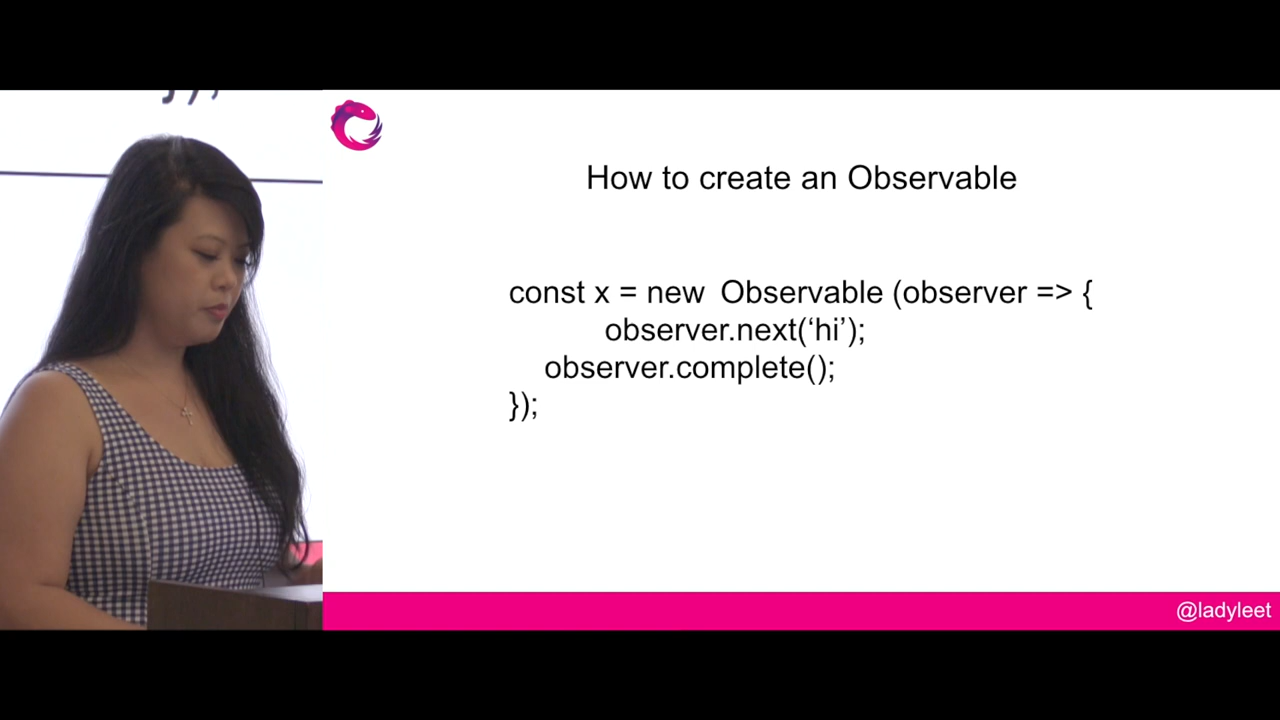 });
How to create an Observable
const x = new  Observable (observer => {
observer.next(‘hi’);
observer.complete();
});
@ladyleet